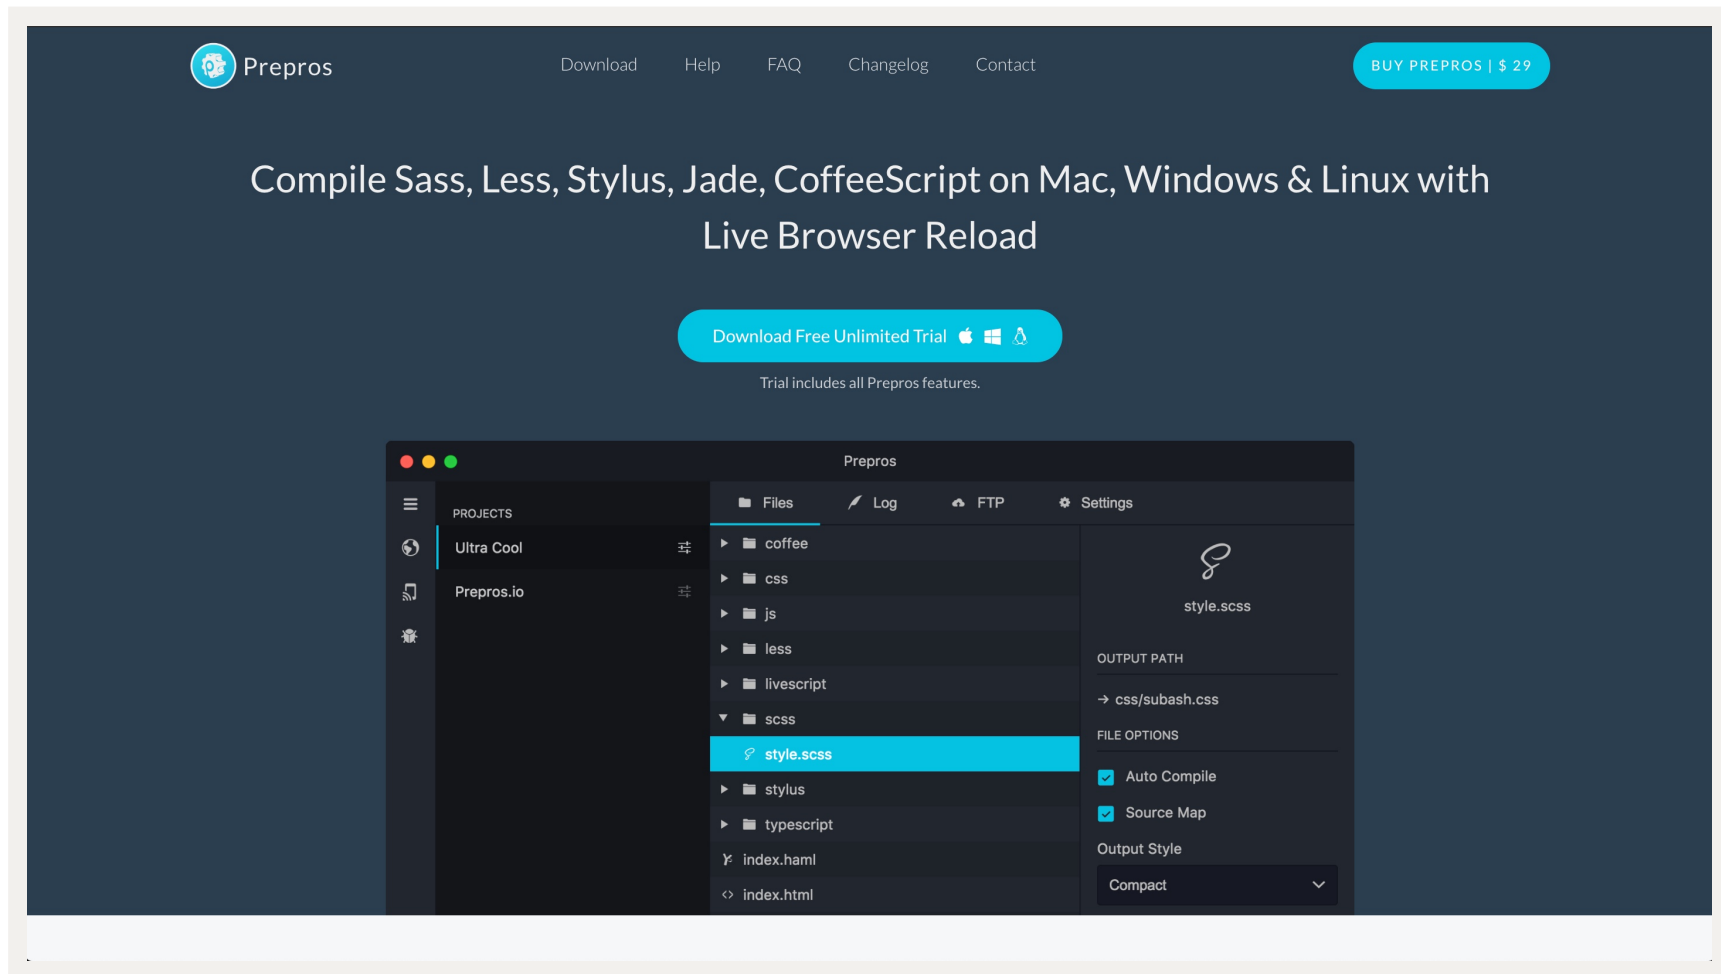 Prepros
Download Help FAQ Changelog Contact
BUY PREPROS | $ 29
Compile Sass, Less, Stylus, Jade, CoffeeScript on Mac, Windows & Linux with
Live Browser Reload
Download Free Unlimited Trial
Trial includes all Prepros features.
Prepros
PROJECTS
Ultra Cool
Prepros.io
Files Log FTP Settings
coffee
css
js
less
livescript
scss
style.scss
stylus
typescript
index.haml
index.html
style.scss
OUTPUT PATH
→ css/subash.css
FILE OPTIONS
Auto Compile
Source Map
Output Style
Compact